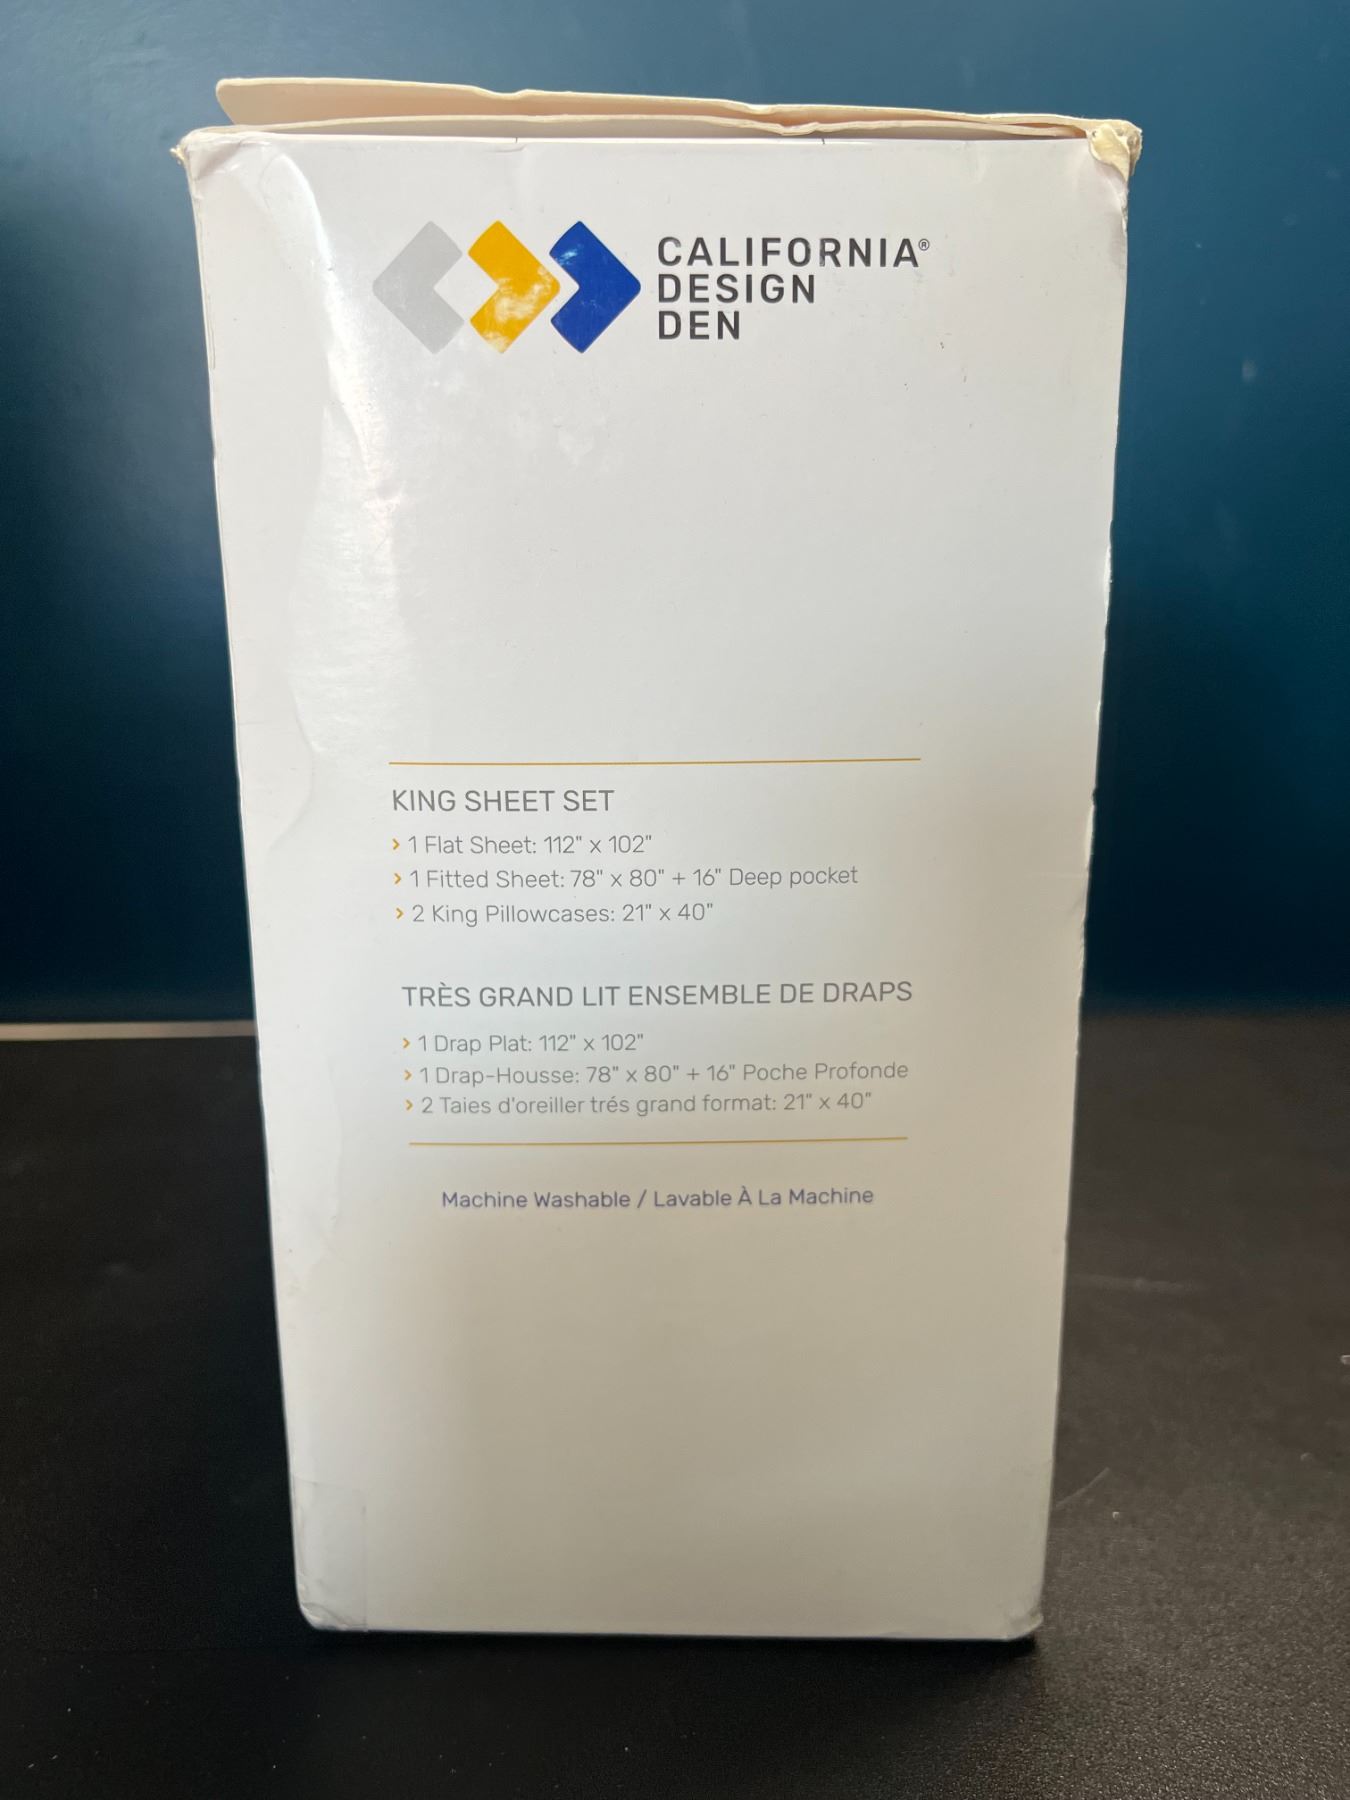 CALIFORNIA®
DESIGN
DEN
KING SHEET SET
> 1 Flat Sheet: 112" x 102"
> 1 Fitted Sheet: 78" x 80" + 16" Deep pocket
> 2 King Pillowcases: 21" x 40"
TRÈS GRAND LIT ENSEMBLE DE DRAPS
> 1 Drap Plat: 112" x 102"
> 1 Drap-Housse: 78" x 80" + 16" Poche Profonde
> 2 Taies d'oreiller trés grand format: 21" x 40"
Machine Washable / Lavable À La Machine